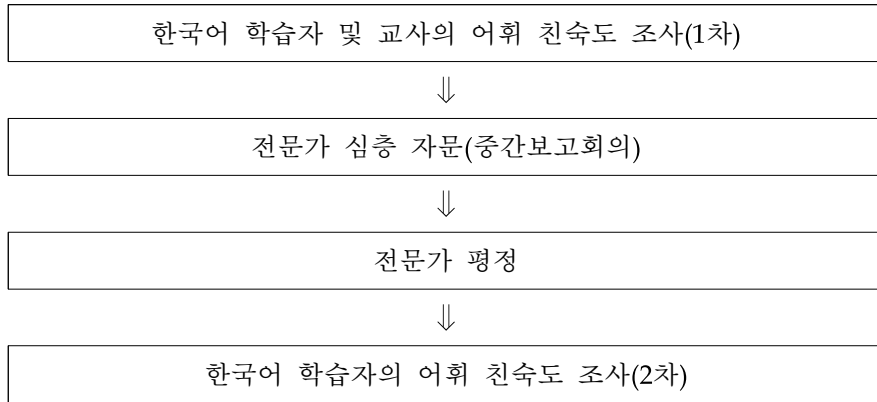 한국어 학습자 및 교사의 어휘 친숙도 조사(1차)
⇓
전문가 심층 자문(중간보고회의)
⇓
전문가 평정
⇓
한국어 학습자의 어휘 친숙도 조사(2차)